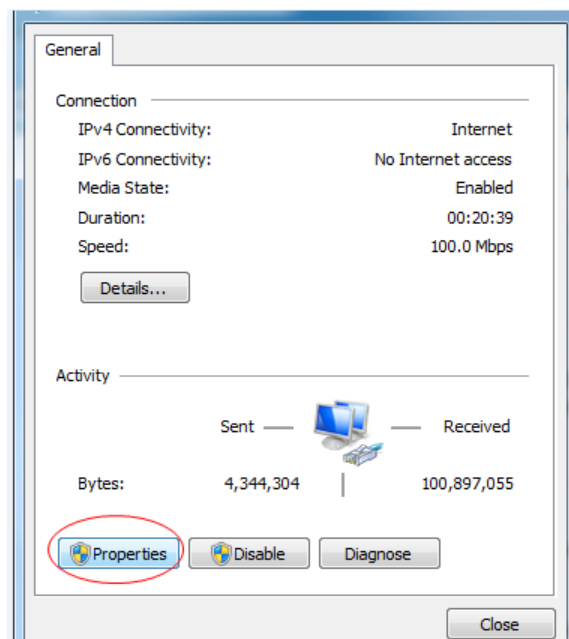 General
Connection
IPv4 Connectivity: Internet
IPv6 Connectivity: No Internet access
Media State: Enabled
Duration: 00:20:39
Speed: 100.0 Mbps
Details...
Activity
Sent Received
Bytes: 4,344,304 100,897,055
Properties Disable Diagnose
Close